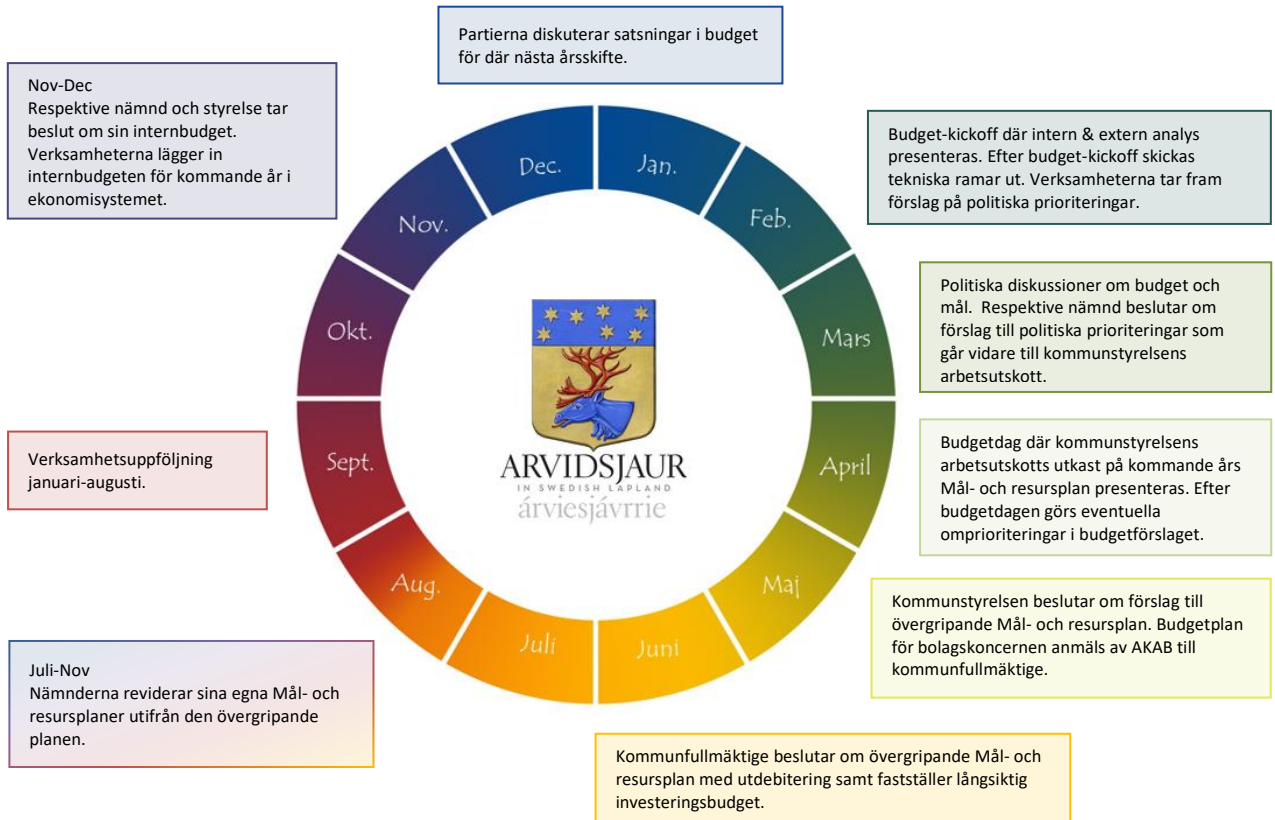 Partierna diskuterar satsningar i budget
för där nästa årsskifte.
Nov-Dec
Respektive nämnd och styrelse tar
beslut om sin internbudget.
Verksamheterna lägger in
internbudgeten för kommande år i
ekonomisystemet.
Budget-kickoff där intern & extern analys
presenteras. Efter budget-kickoff skickas
tekniska ramar ut. Verksamheterna tar fram
förslag på politiska prioriteringar.
Politiska diskussioner om budget och
mål.  Respektive nämnd beslutar om
förslag till politiska prioriteringar som
går vidare till kommunstyrelsens
arbetsutskott.
Budgetdag där kommunstyrelsens
arbetsutskotts utkast på kommande års
Mål- och resursplan presenteras. Efter
budgetdagen görs eventuella
omprioriteringar i budgetförslaget.
Kommunstyrelsen beslutar om förslag till
övergripande Mål- och resursplan. Budgetplan
för bolagskoncernen anmäls av AKAB till
kommunfullmäktige.
Kommunfullmäktige beslutar om övergripande Mål- och
resursplan med utdebitering samt fastställer långsiktig
investeringsbudget.
Juli-Nov
Nämnderna reviderar sina egna Mål- och
resursplaner utifrån den övergripande
planen.
Verksamhetsuppföljning
januari-augusti.
Jan.
Feb.
Mars
April
Maj
Juni
Juli
Aug.
Sept.
Okt.
Nov.
Dec.
ARVIDSJAUR
IN SWEDISH LAPLAND
árviesjávrrie